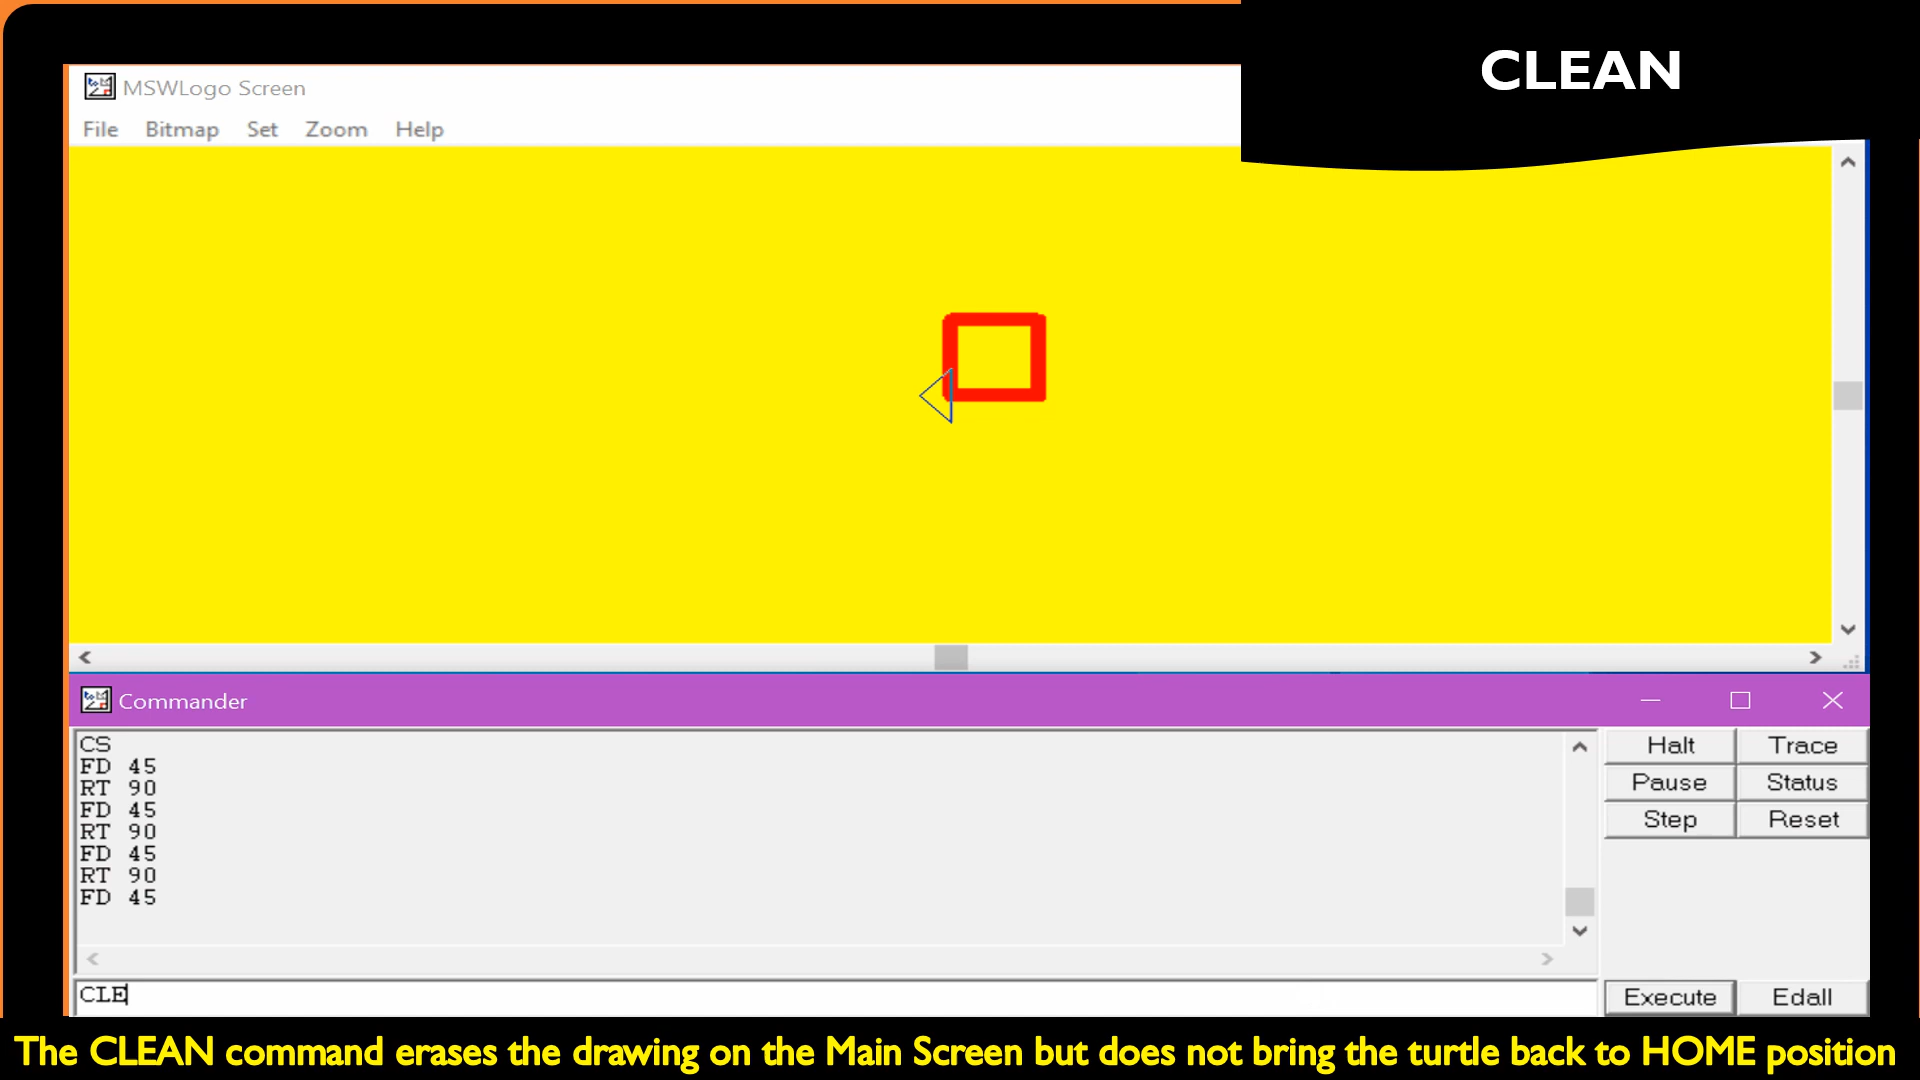 CLEAN
MSWLogo Screen
File Bitmap Set Zoom Help
Commander
CS
FD 45
RT 90
FD 45
RT 90
FD 45
RT 90
FD 45
Halt Trace
Pause Status
Step Reset
CLE
Execute Edall
The CLEAN command erases the drawing on the Main Screen but does not bring the turtle back to HOME position